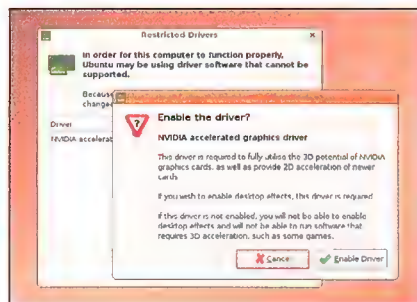 Restricted Drivers
In order for this computer to function properly,
Ubuntu may be using driver software that cannot be
supported.
Becaus
change
Driver
NVIDIA accelerat
Enable the driver?
NVIDIA accelerated graphics driver
This driver is required to fully utilise the 3D potential of NVIDIA
graphics cards, as well as provide 2D acceleration of newer
cards
If you wish to enable desktop effects, this driver is required
If this driver is not enabled, you will not be able to enable
desktop effects and will not be able to run software that
requires 3D acceleration, such as some games.
Cancel
Enable Driver